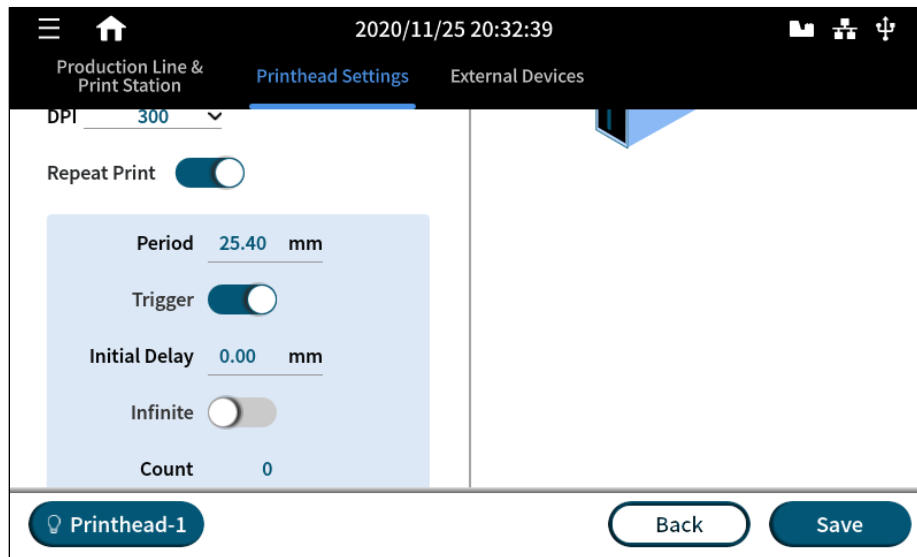 2020/11/25 20:32:39
Production Line &
Print Station
Printhead Settings
External Devices
DPI 300
Repeat Print
Period 25.40 mm
Trigger
Initial Delay 0.00 mm
Infinite
Count 0
Printhead-1
Back
Save